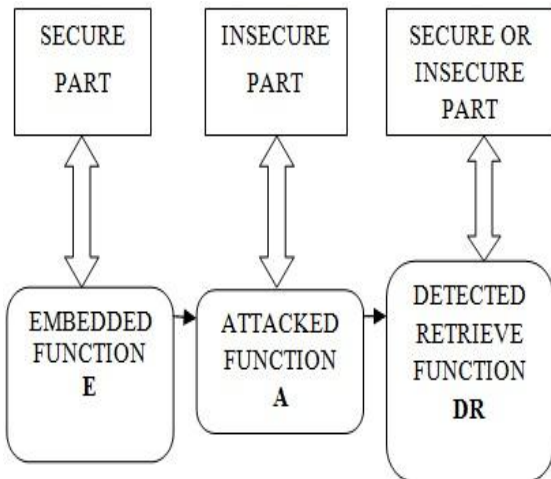 SECURE
PART
INSECURE
PART
SECURE OR
INSECURE
PART
EMBEDDED
FUNCTION
E
ATTACKED
FUNCTION
A
DETECTED
RETRIEVE
FUNCTION
DR